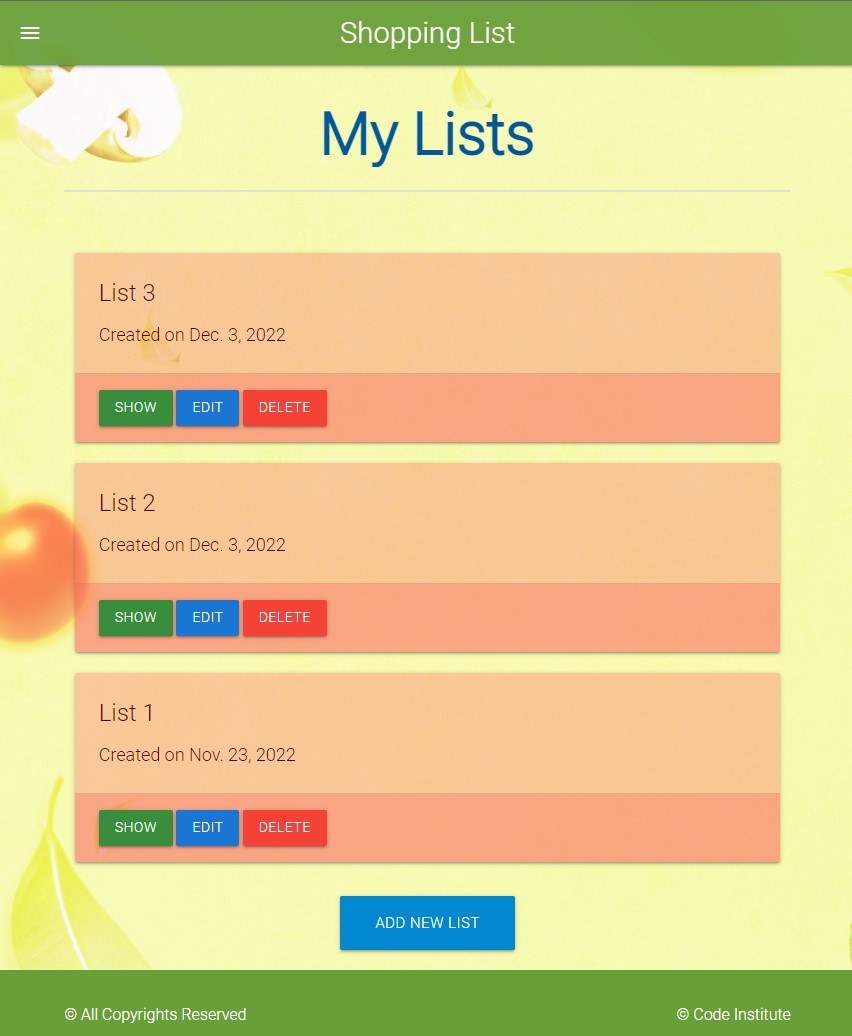 Shopping List
My Lists
List 3
Created on Dec. 3, 2022
SHOW EDIT DELETE
List 2
Created on Dec. 3, 2022
SHOW EDIT DELETE
List 1
Created on Nov. 23, 2022
SHOW EDIT DELETE
ADD NEW LIST
© All Copyrights Reserved © Code Institute